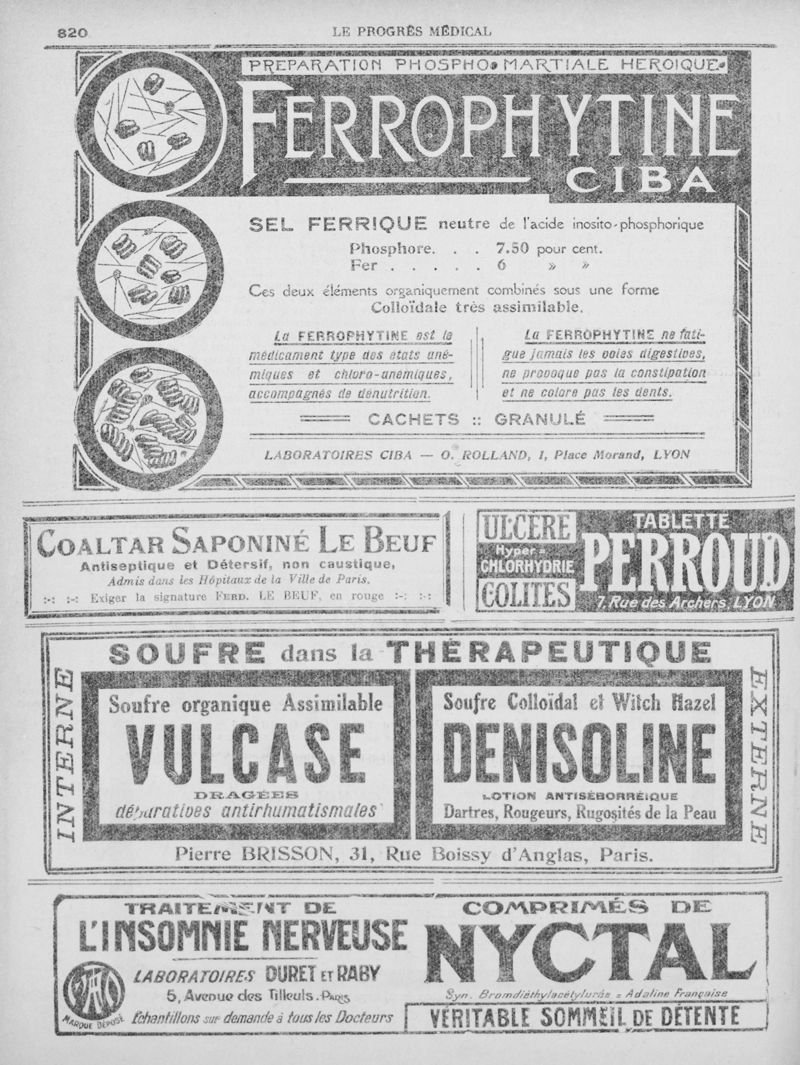 820
LE PROGRÈS MÉDICAL
PREPARATION PHOSPHO-MARTIALE HEROIQUE
FERROPHYTINE
CIBA
SEL FERRIQUE neutre de l'acide inosito-phosphorique
Phosphore. . . 7.50 pour cent.
Fer . . . . . 6 » »
Ces deux éléments organiquement combinés sous une forme
Colloïdale très assimilable.
La FERROPHYTINE est le
médicament type des états ané-
miques et chloro-anémiques,
accompagnés de dénutrition.
La FERROPHYTINE ne fati-
gue jamais les voies digestives,
ne provoque pas la constipation
et ne colore pas les dents.
CACHETS :: GRANULÉ
LABORATOIRES CIBA — O. ROLLAND, 1, Place Morand, LYON
COALTAR SAPONINÉ LE BEUF
Antiseptique et Détersif, non caustique,
Admis dans les Hôpitaux de la Ville de Paris.
:-: :-: Exiger la signature FERD. LE BEUF, en rouge :-: :-:
ULCÈRE
Hyper =
CHLORHYDRIE
COLITES
TABLETTE
PERROUD
7, Rue des Archers, LYON
SOUFRE dans la THÉRAPEUTIQUE
INTERNE
Soufre organique Assimilable
VULCASE
DRAGÉES
dépuratives antirhumatismales
Soufre Colloïdal et Witch Hazel
DENISOLINE
LOTION ANTISÉBORRÉIQUE
Dartres, Rougeurs, Rugosités de la Peau
EXTERNE
Pierre BRISSON, 31, Rue Boissy d'Anglas, Paris.
TRAITEMENT DE
L'INSOMNIE NERVEUSE
LABORATOIRES DURET ET RABY
5, Avenue des Tilleuls. PARIS
MARQUE DÉPOSÉE
Échantillons sur demande à tous les Docteurs
COMPRIMÉS DE
NYCTAL
Syn. Bromdiéthylacétylurée = Adaline Française
VÉRITABLE SOMMEIL DE DÉTENTE